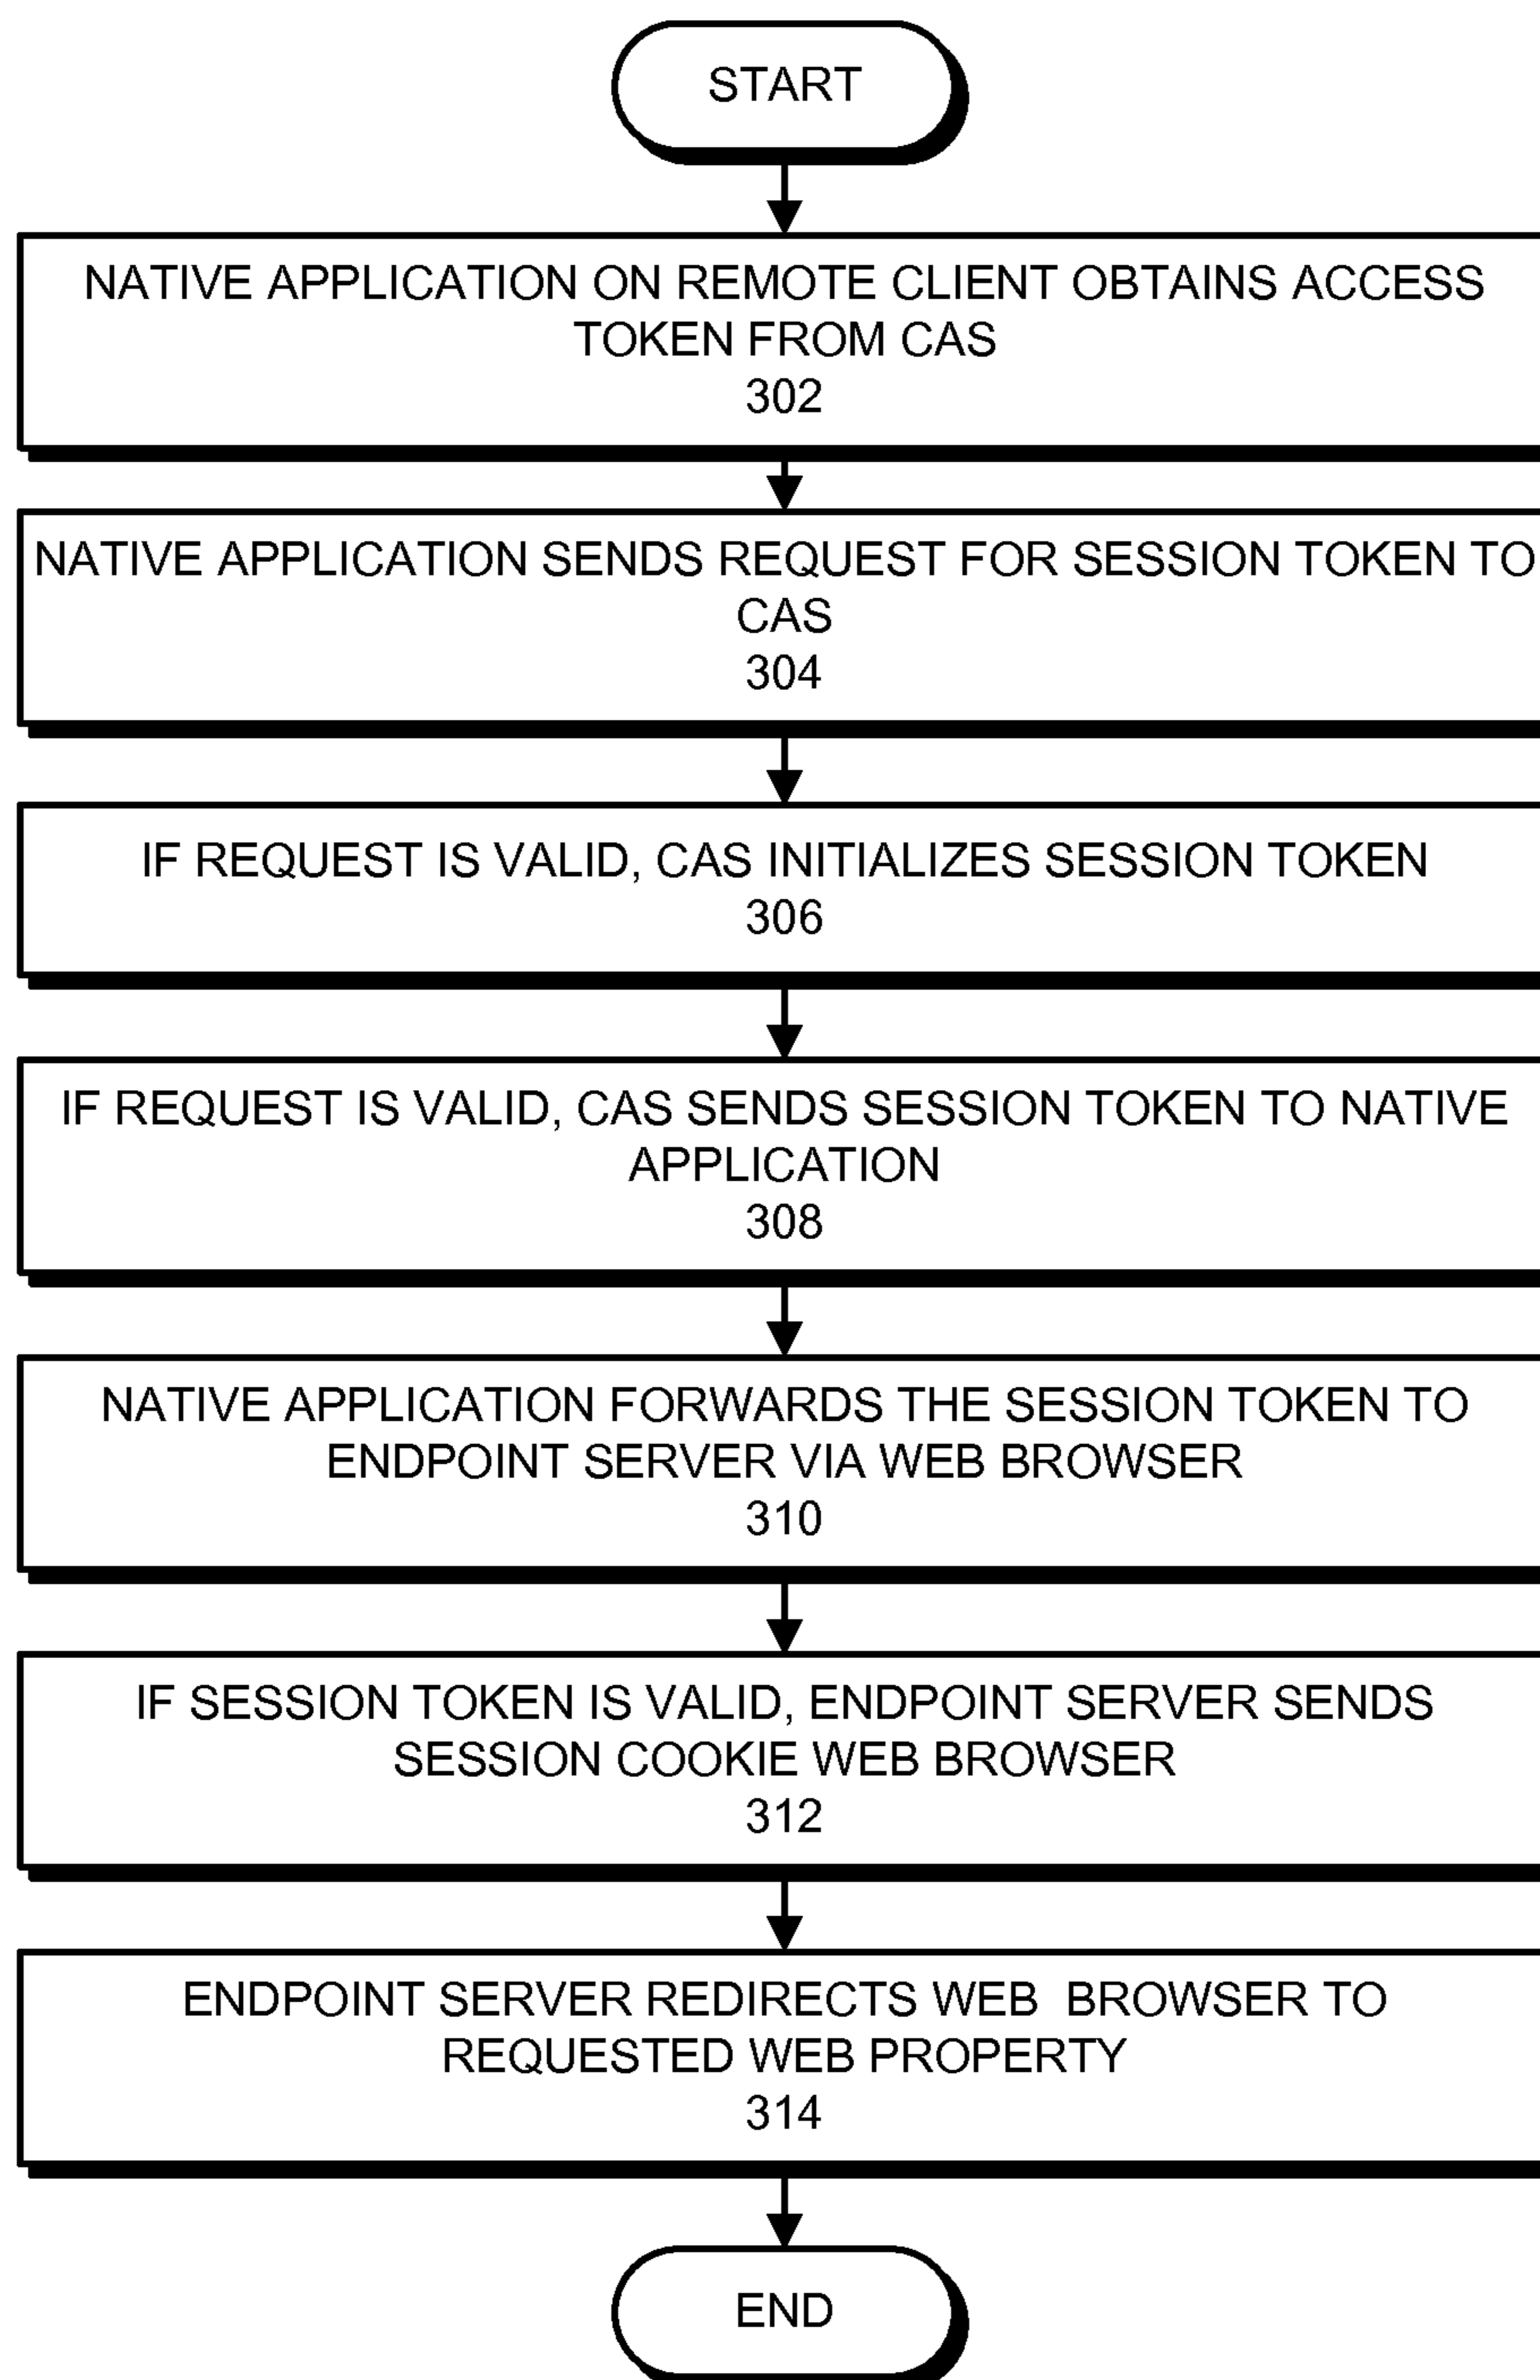 START
NATIVE APPLICATION ON REMOTE CLIENT OBTAINS ACCESS
TOKEN FROM CAS
302
NATIVE APPLICATION SENDS REQUEST FOR SESSION TOKEN TO
CAS
304
IF REQUEST IS VALID, CAS INITIALIZES SESSION TOKEN
306
IF REQUEST IS VALID, CAS SENDS SESSION TOKEN TO NATIVE
APPLICATION
308
NATIVE APPLICATION FORWARDS THE SESSION TOKEN TO
ENDPOINT SERVER VIA WEB BROWSER
310
IF SESSION TOKEN IS VALID, ENDPOINT SERVER SENDS
SESSION COOKIE WEB BROWSER
312
ENDPOINT SERVER REDIRECTS WEB  BROWSER TO
REQUESTED WEB PROPERTY
314
END